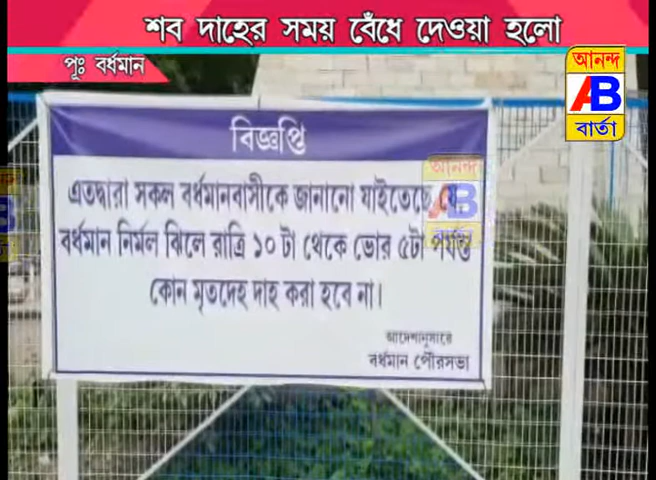 শব দাহের সময় বেঁধে দেওয়া হলো
পূঃ বর্ধমান
আনন্দ
AB
বার্তা
বিজ্ঞপ্তি
এতদ্বারা সকল বর্ধমানবাসীকে জানানো যাইতেছে যে
বর্ধমান নির্মল ঝিলে রাত্রি ১০ টা থেকে ভোর ৫টা পর্যন্ত
কোন মৃতদেহ দাহ করা হবে না।
আদেশানুসারে
বর্ধমান পৌরসভা